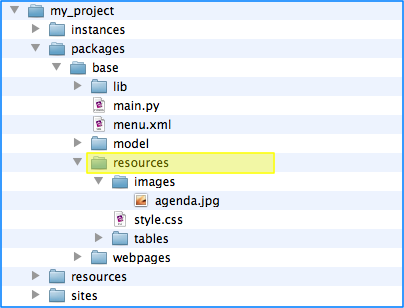 my_project
instances
packages
base
lib
main.py
menu.xml
model
resources
images
agenda.jpg
style.css
tables
webpages
resources
sites